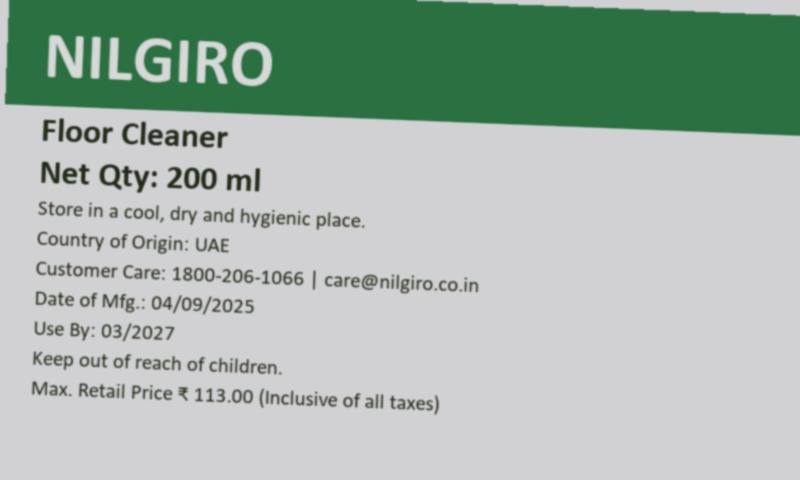 NILGIRO
Floor Cleaner
Net Qty: 200 ml
Store in a cool, dry and hygienic place.
Country of Origin: UAE
Customer Care: 1800-206-1066 | care@nilgiro.co.in
Date of Mfg.: 04/09/2025
Use By: 03/2027
Keep out of reach of children.
Max. Retail Price ₹ 113.00 (Inclusive of all taxes)